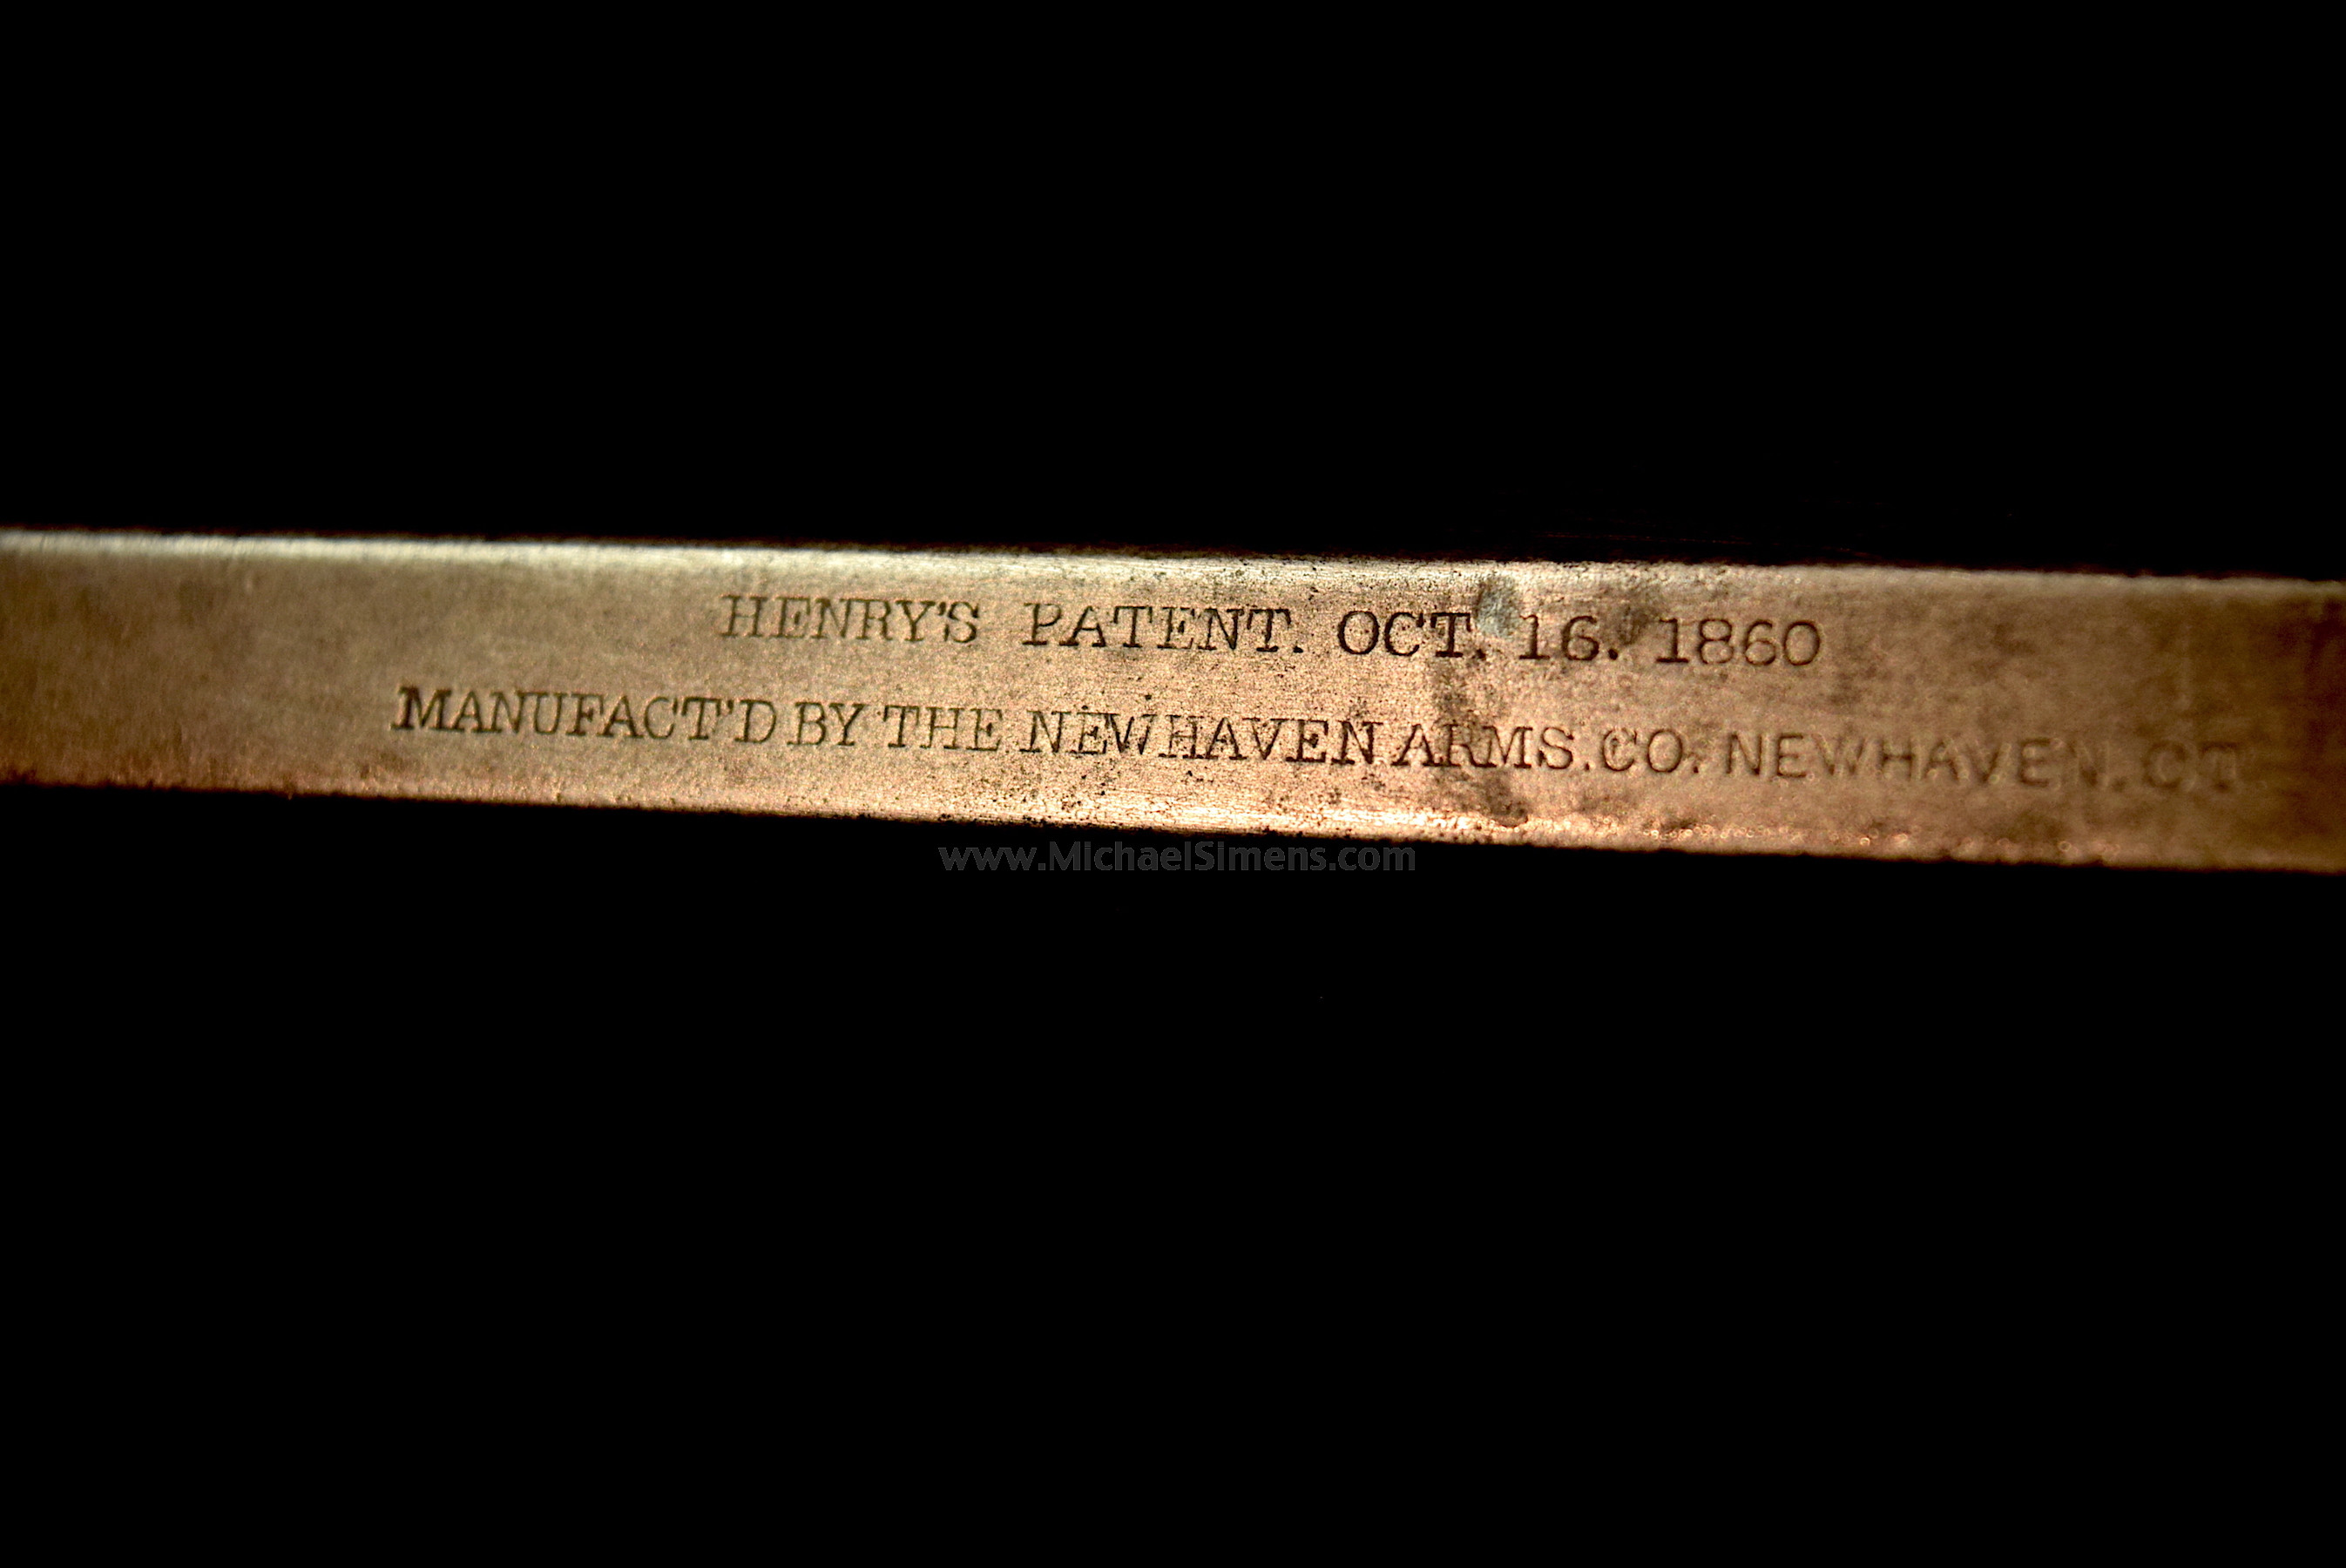 HENRY'S PATENT. OCT. 16. 1860
MANUFACT'D BY THE NEWHAVEN ARMS. CO. NEWHAVEN. CT
www.MichaelSimens.com